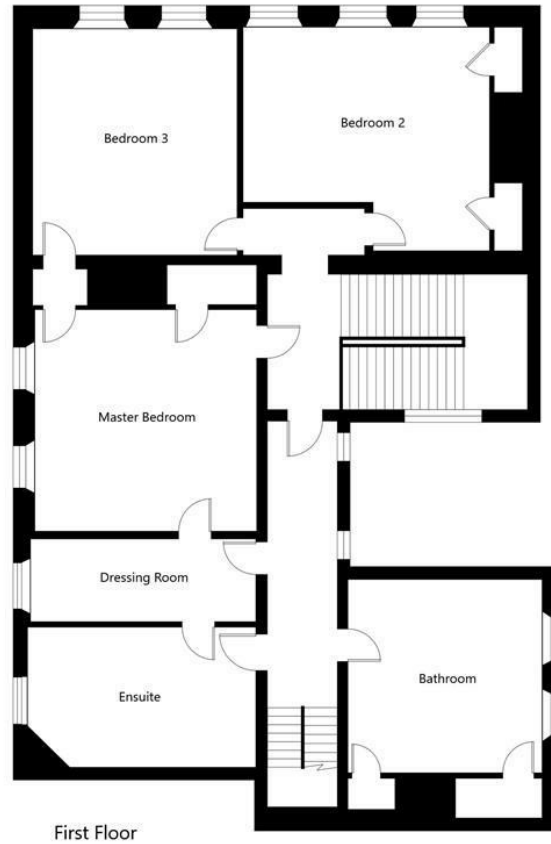 Bedroom 3
Bedroom 2
Master Bedroom
Dressing Room
Ensuite
Bathroom
First Floor